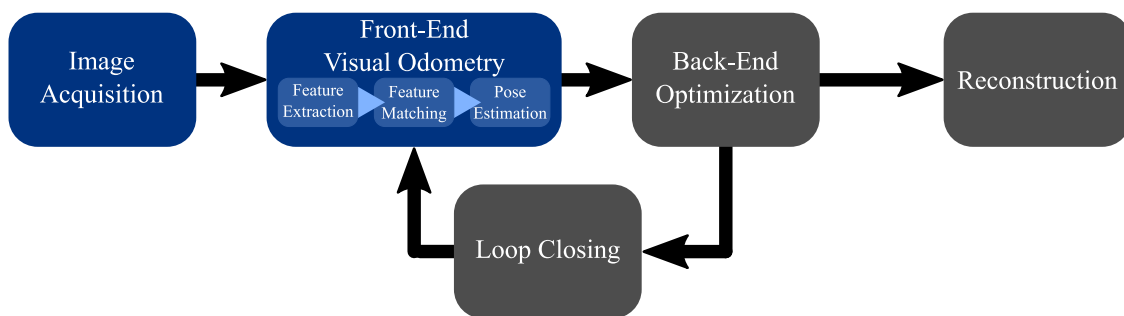 Image
Acquisition
Front-End
Visual Odometry
Feature
Extraction
Feature
Matching
Pose
Estimation
Back-End
Optimization
Reconstruction
Loop Closing